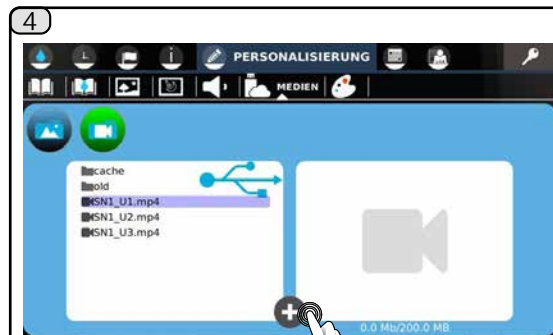 4
PERSONALISIERUNG
MEDIEN
cache
old
SN1_U1.mp4
SN1_U2.mp4
SN1_U3.mp4
0.0 Mb/200.0 MB